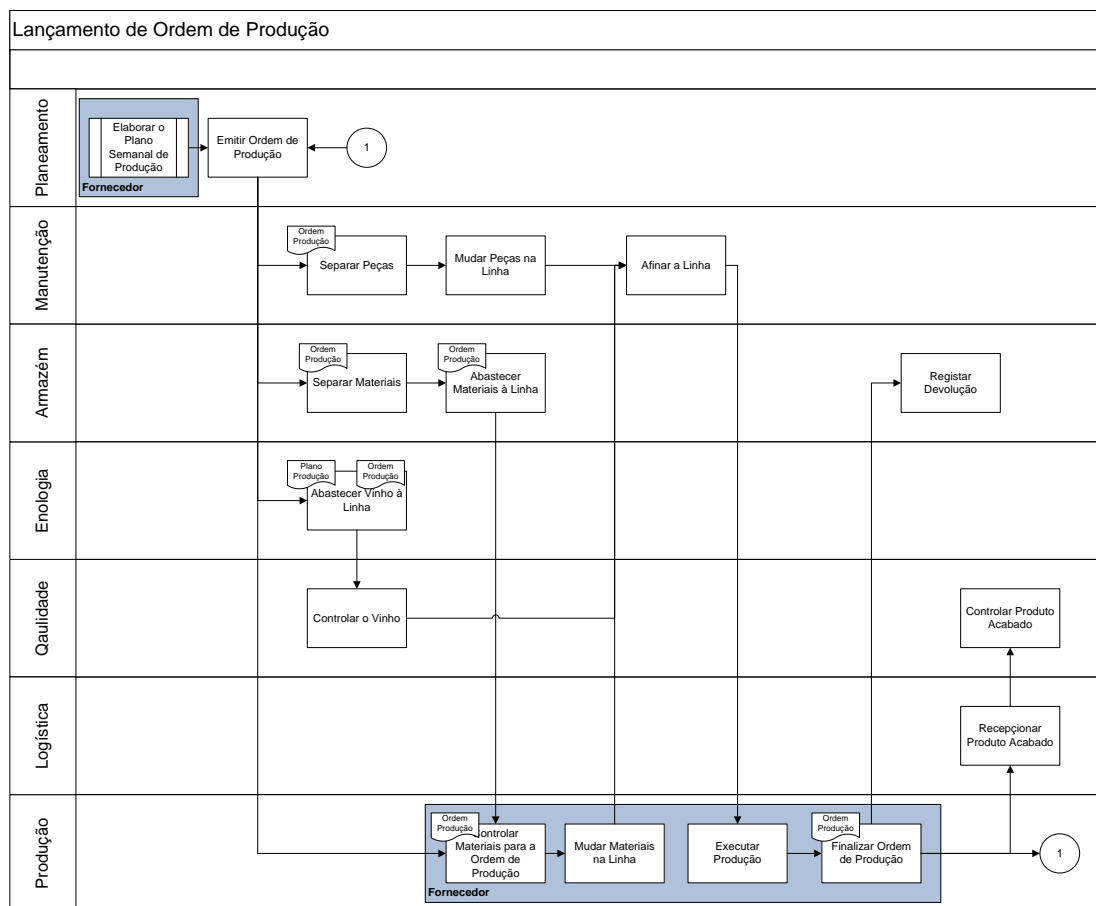 Lançamento de Ordem de Produção
Planeamento
Elaborar o
Plano
Semanal de
Produção
Fornecedor
Emitir Ordem de
Produção
1
Manutenção
Ordem
Produção
Separar Peças
Mudar Peças na
Linha
Afinar a Linha
Armazém
Ordem
Produção
Separar Materiais
Ordem
Produção
Abastecer
Materiais à Linha
Registar
Devolução
Enologia
Plano
Produção
Ordem
Produção
Abastecer Vinho à
Linha
Qaulidade
Controlar o Vinho
Controlar Produto
Acabado
Logística
Recepçionar
Produto Acabado
Produção
Ordem
Produção
Controlar
Materiais para a
Ordem de
Produção
Mudar Materiais
na Linha
Executar
Produção
Ordem
Produção
Finalizar Ordem
de Produção
1
Fornecedor